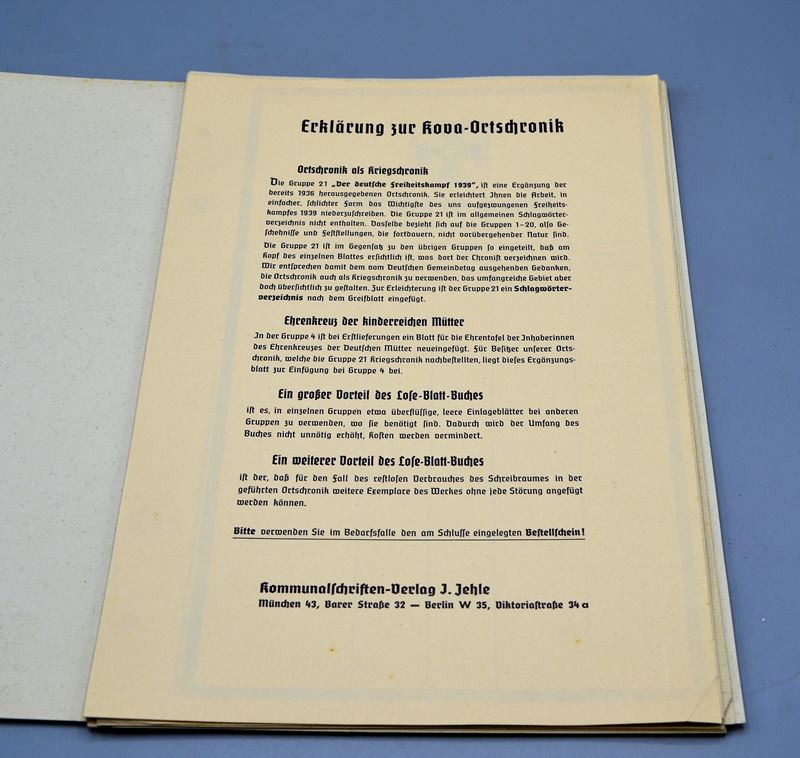 Erklärung zur Kova-Ortschronik
Ortschronik als Kriegschronik
Die Gruppe 21 „Der deutsche Freiheitskampf 1939“, ist eine Ergänzung der
bereits 1936 herausgegebenen Ortschronik. Sie erleichtert Ihnen die Arbeit, in
einfacher, schlichter Form das Wichtigste des uns aufgezwungenen Freiheits-
kampfes 1939 niederzuschreiben. Die Gruppe 21 ist im allgemeinen Schlagwörter-
verzeichnis nicht enthalten. Dasselbe bezieht sich auf die Gruppen 1–20, also Ge-
schehnisse und Feststellungen, die fortdauern, nicht vorübergehender Natur sind.
Die Gruppe 21 ist im Gegensatz zu den übrigen Gruppen so eingeteilt, daß am
Kopf des einzelnen Blattes ersichtlich ist, was dort der Chronist verzeichnen wird.
Wir entsprechen damit dem vom Deutschen Gemeindetag ausgehenden Gedanken,
die Ortschronik auch als Kriegschronik zu verwenden, das umfangreiche Gebiet aber
doch übersichtlich zu gestalten. Zur Erleichterung ist der Gruppe 21 ein Schlagwörter-
verzeichnis nach dem Greifblatt eingefügt.
Ehrenkreuz der kinderreichen Mütter
In der Gruppe 4 ist bei Erstlieferungen ein Blatt für die Ehrentafel der Inhaberinnen
des Ehrenkreuzes der Deutschen Mütter neueingefügt. Für Besitzer unserer Orts-
chronik, welche die Gruppe 21 Kriegschronik nachbestellten, liegt dieses Ergänzungs-
blatt zur Einfügung bei Gruppe 4 bei.
Ein großer Vorteil des Lose-Blatt-Buches
ist es, in einzelnen Gruppen etwa überflüssige, leere Einlageblätter bei anderen
Gruppen zu verwenden, wo sie benötigt sind. Dadurch wird der Umfang des
Buches nicht unnötig erhöht, Kosten werden vermindert.
Ein weiterer Vorteil des Lose-Blatt-Buches
ist der, daß für den Fall des restlosen Verbrauches des Schreibraumes in der
geführten Ortschronik weitere Exemplare des Werkes ohne jede Störung angefügt
werden können.
Bitte verwenden Sie im Bedarfsfalle den am Schlusse eingelegten Bestellschein!
Kommunalschriften-Verlag J. Jehle
München 43, Barer Straße 32 — Berlin W 35, Viktoriastraße 34 a